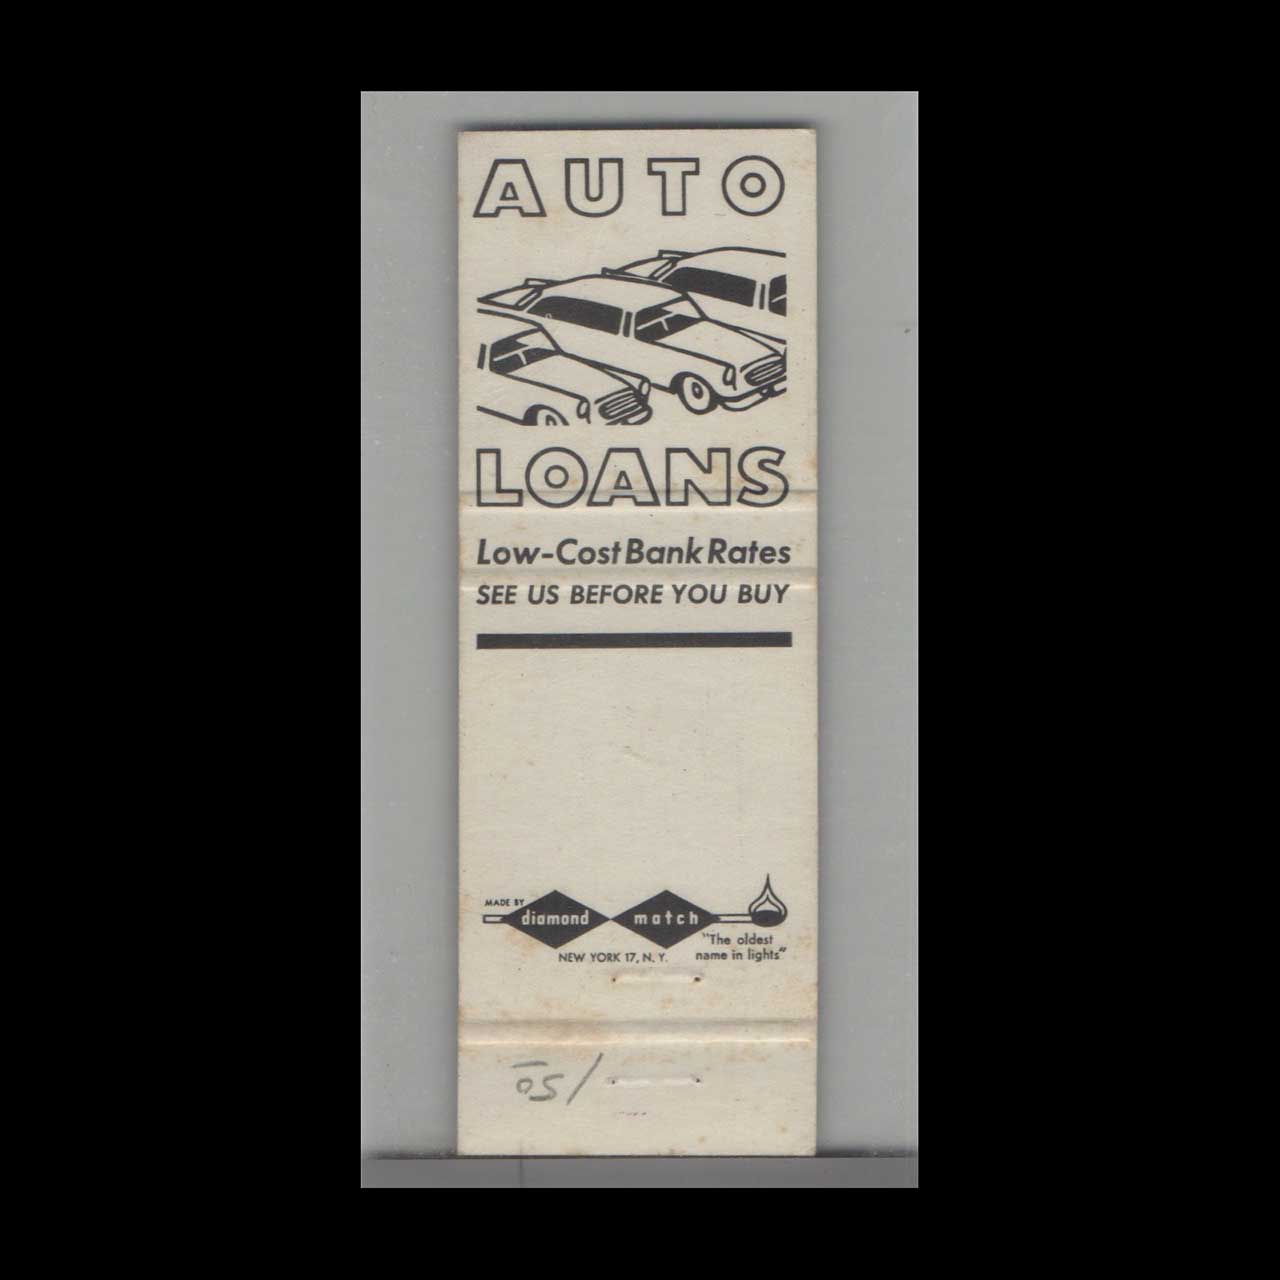 AUTO
LOANS
Low-Cost Bank Rates
SEE US BEFORE YOU BUY
MADE BY
diamond match
"The oldest
name in lights"
NEW YORK 17, N. Y.